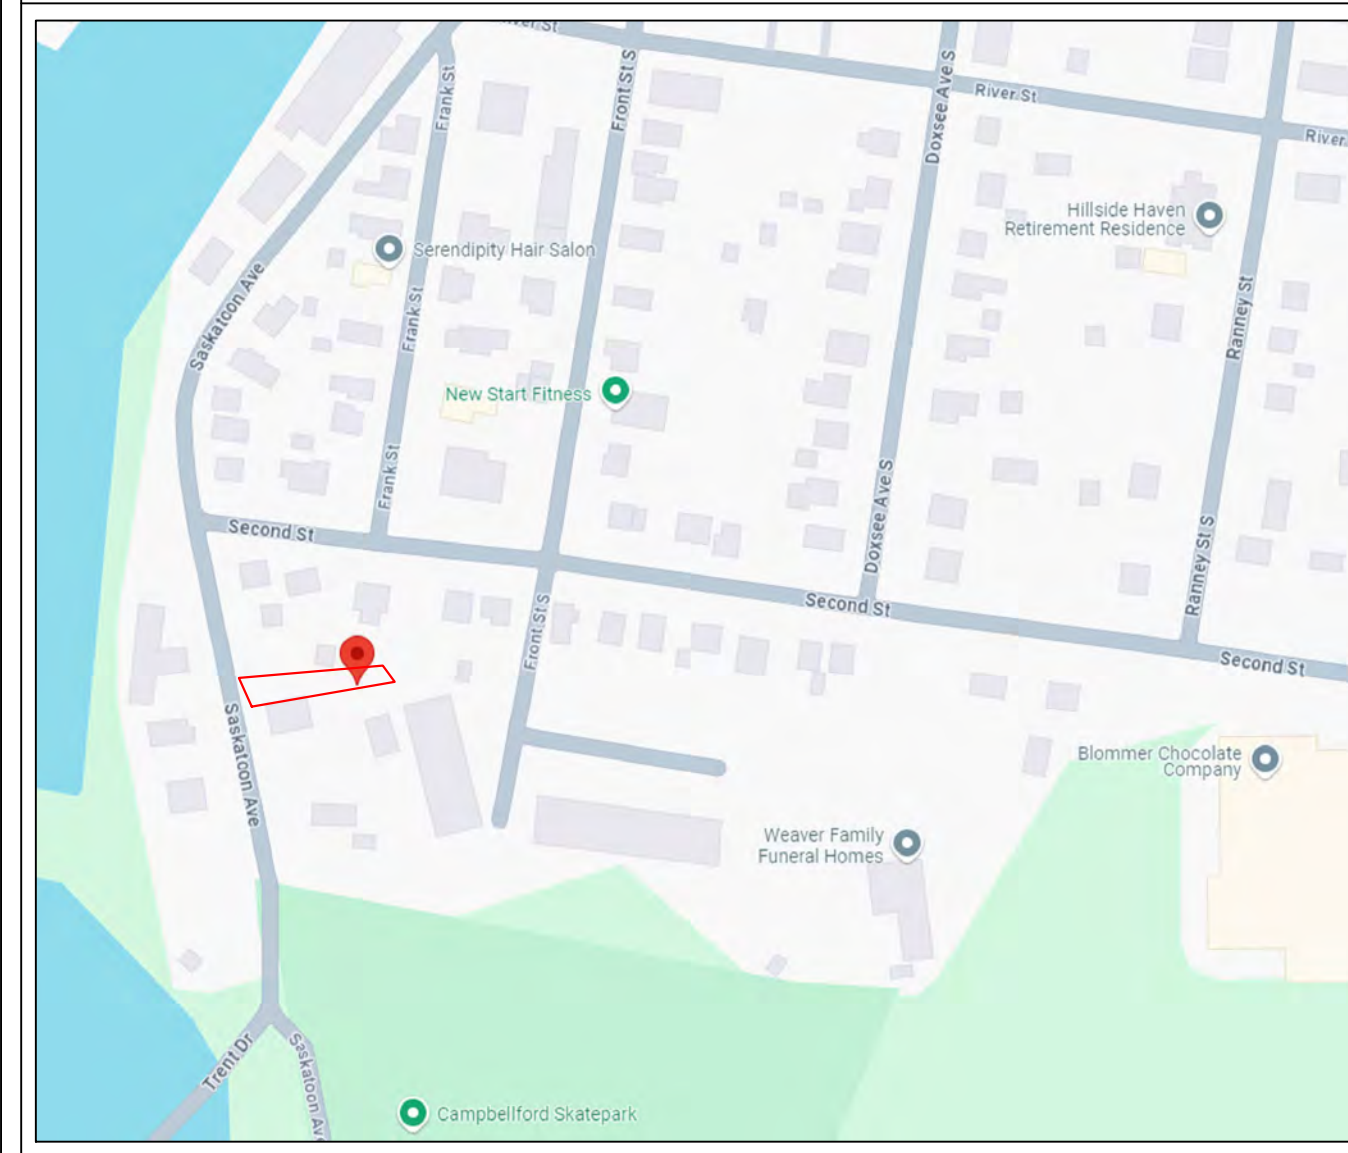 River St
Frank St
Front St S
Doxsee Ave S
River St
River
Hillside Haven
Retirement Residence
Serendipity Hair Salon
Saskatoon Ave
Frank St
Ranney St
New Start Fitness
Frank St
Doxsee Ave S
Second St
Ranney St S
Second St
Front St S
Second St
Saskatoon Ave
Blommer Chocolate
Company
Weaver Family
Funeral Homes
Trent Dr
Saskatoon Ave
Campbellford Skatepark